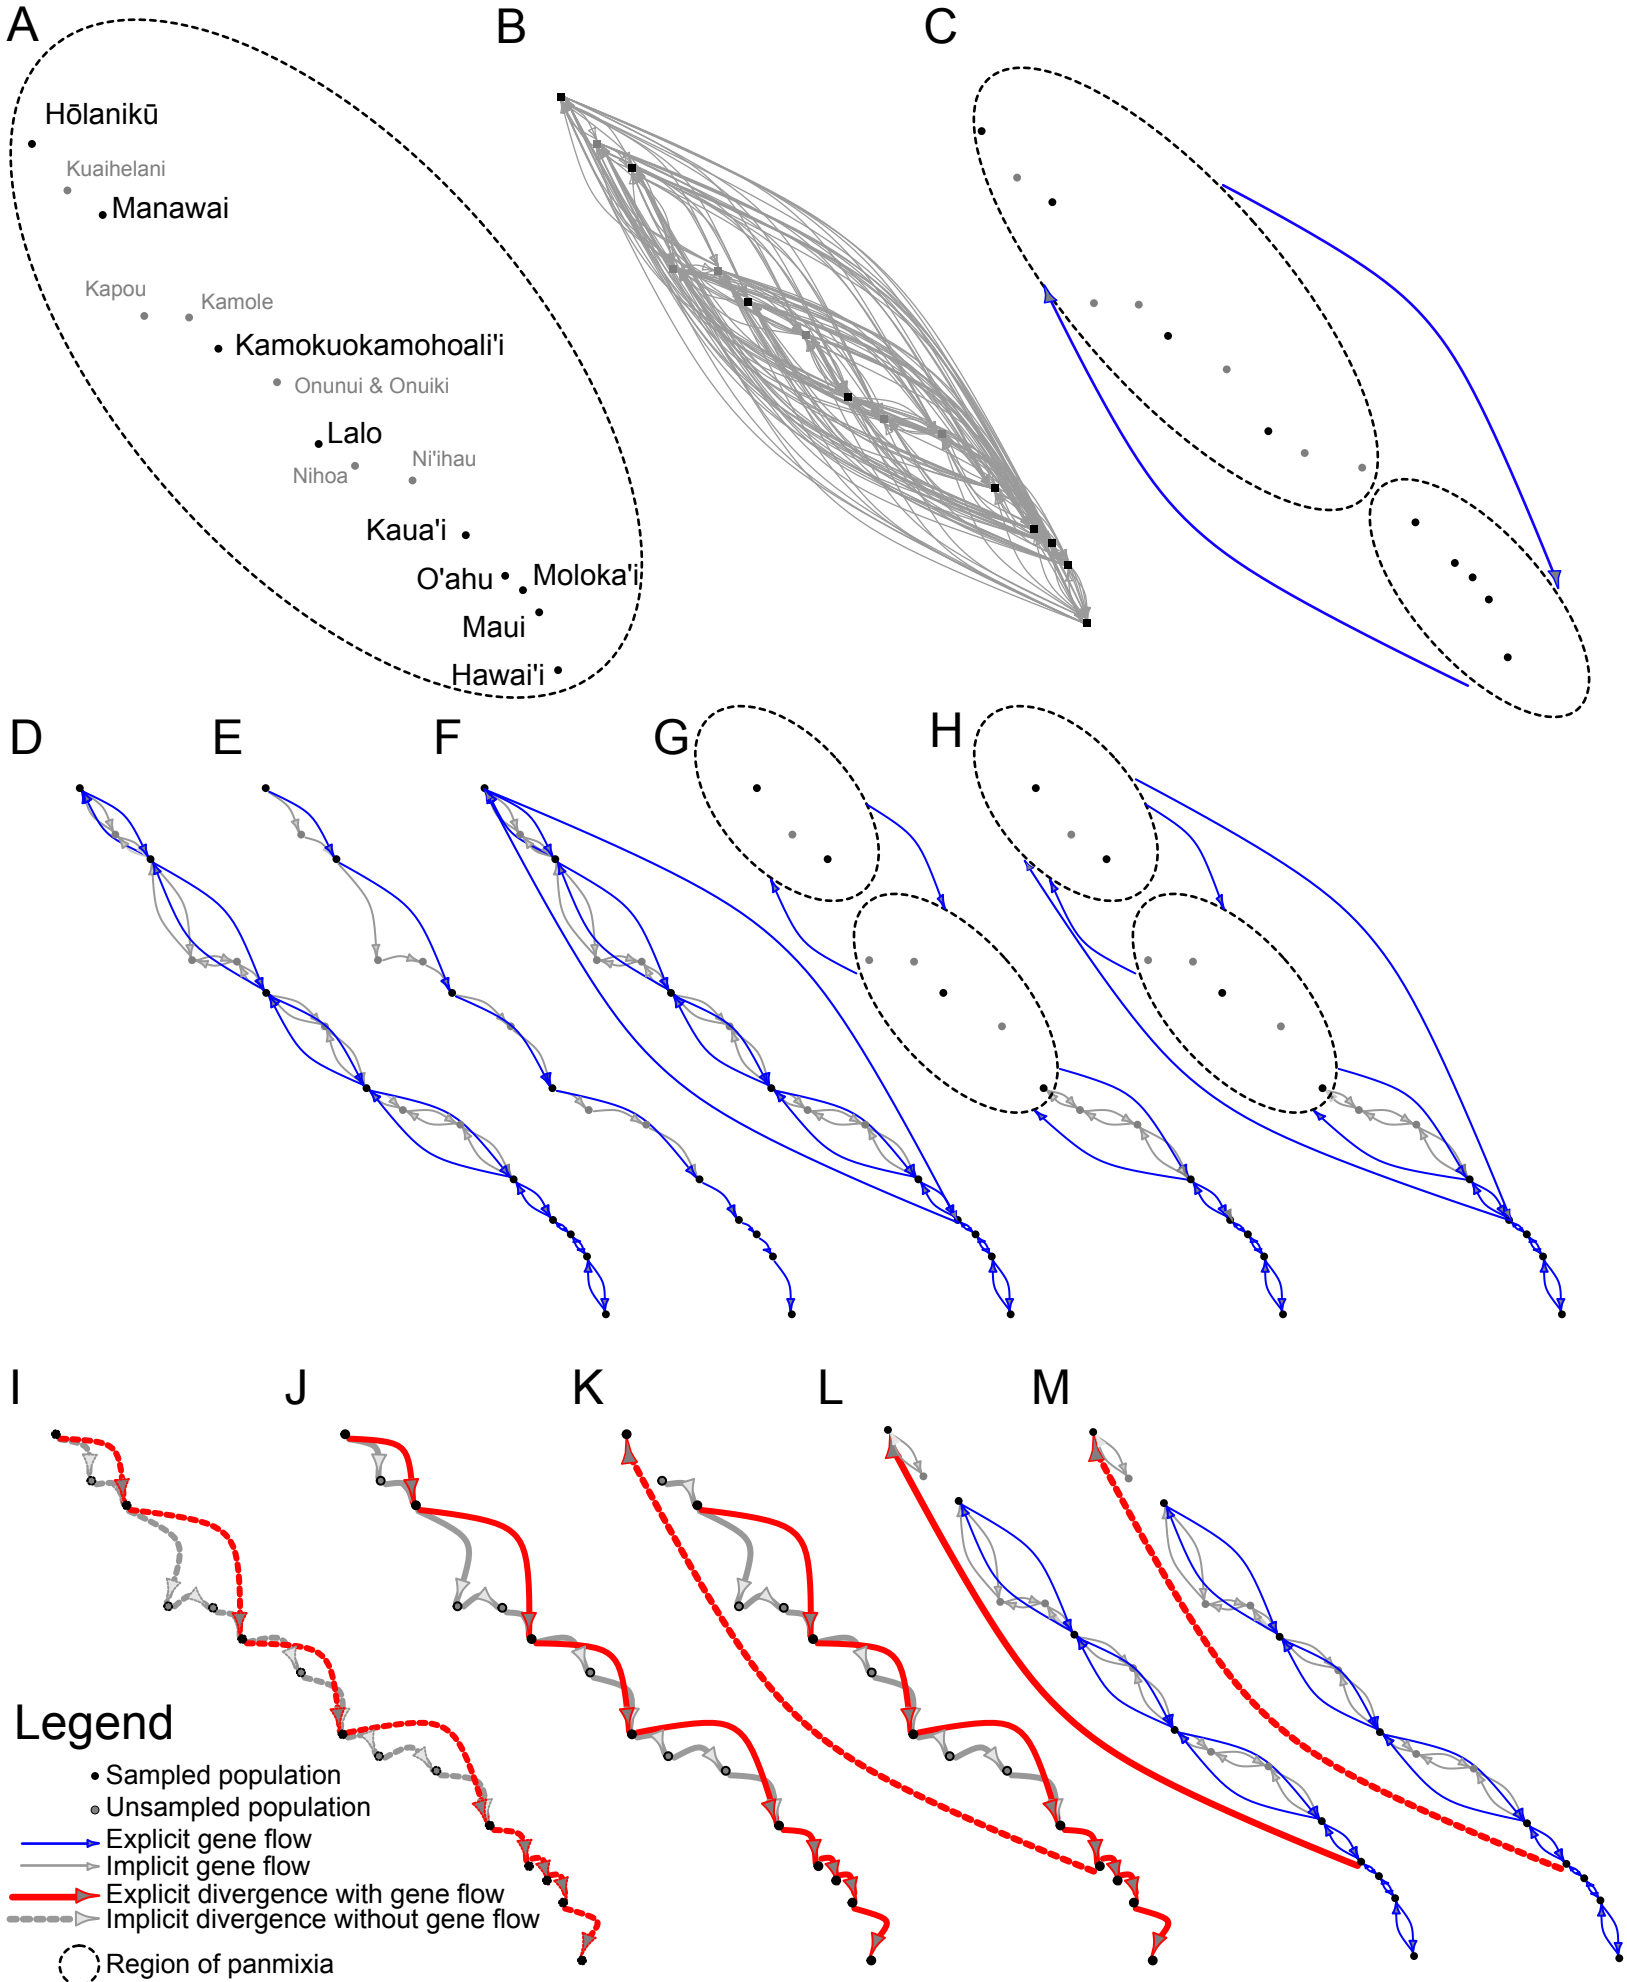 A
B
C
Hōlanikū
Kuaihelani
Manawai
Kapou
Kamole
Kamokuokamohoali'i
Onunui & Onuiki
Lalo
Nihoa
Ni'ihau
Kaua'i
O'ahu
Moloka'i
Maui
Hawai'i
D
E
F
G
H
I
J
K
L
M
Legend
Sampled population
Unsampled population
Explicit gene flow
Implicit gene flow
Explicit divergence with gene flow
Implicit divergence without gene flow
Region of panmixia